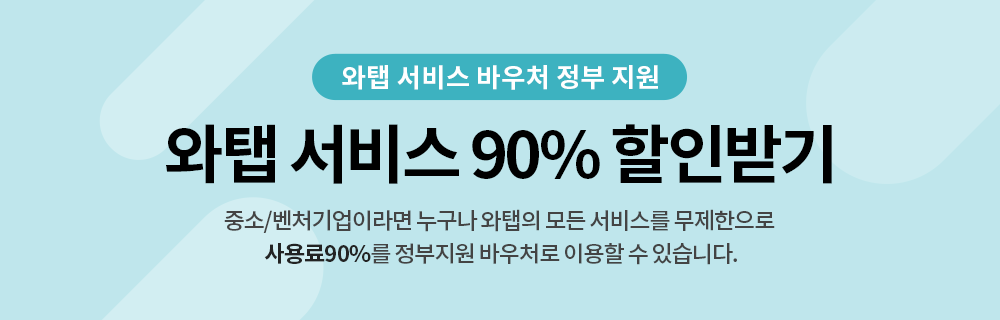 와탭 서비스 바우처 정부 지원
와탭 서비스 90% 할인받기
중소/벤처기업이라면 누구나 와탭의 모든 서비스를 무제한으로
사용료90%를 정부지원 바우처로 이용할 수 있습니다.